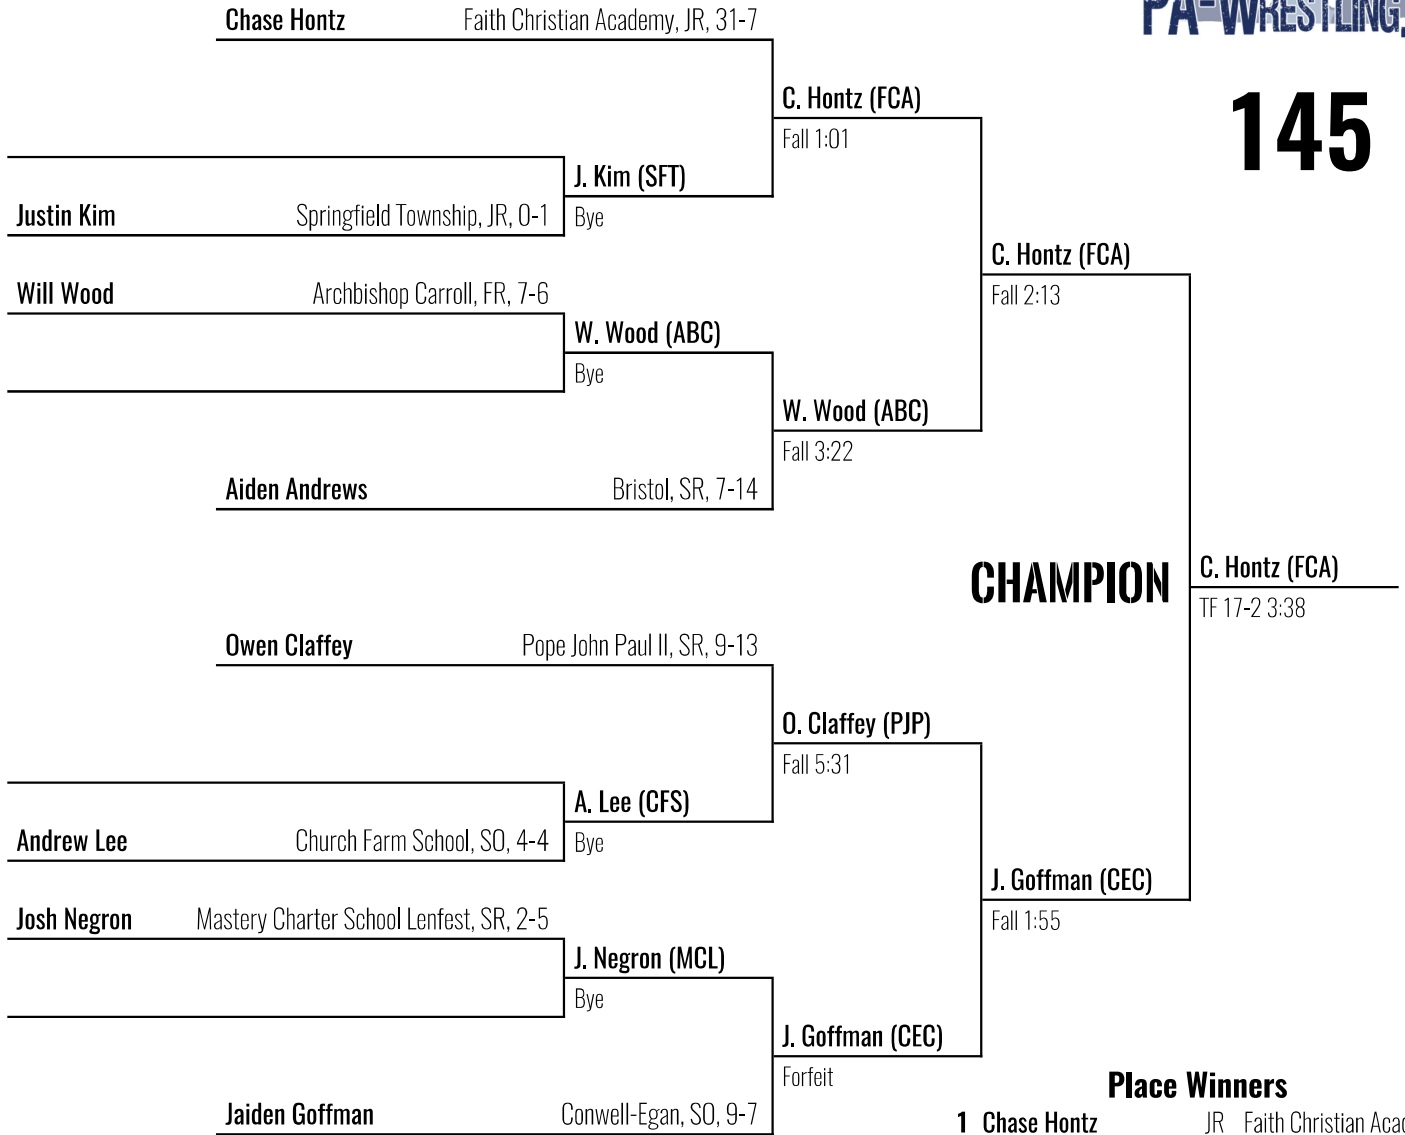 PA-WRESTLING.
Chase Hontz Faith Christian Academy, JR, 31-7
145
C. Hontz (FCA)
Fall 1:01
J. Kim (SFT)
Justin Kim Springfield Township, JR, 0-1
Bye
C. Hontz (FCA)
Will Wood Archbishop Carroll, FR, 7-6
Fall 2:13
W. Wood (ABC)
Bye
W. Wood (ABC)
Fall 3:22
Aiden Andrews Bristol, SR, 7-14
CHAMPION
C. Hontz (FCA)
TF 17-2 3:38
Owen Claffey Pope John Paul II, SR, 9-13
O. Claffey (PJP)
Fall 5:31
A. Lee (CFS)
Andrew Lee Church Farm School, SO, 4-4
Bye
J. Goffman (CEC)
Josh Negron Mastery Charter School Lenfest, SR, 2-5
Fall 1:55
J. Negron (MCL)
Bye
J. Goffman (CEC)
Forfeit
Place Winners
Jaiden Goffman Conwell-Egan, SO, 9-7
1 Chase Hontz JR Faith Christian Acad